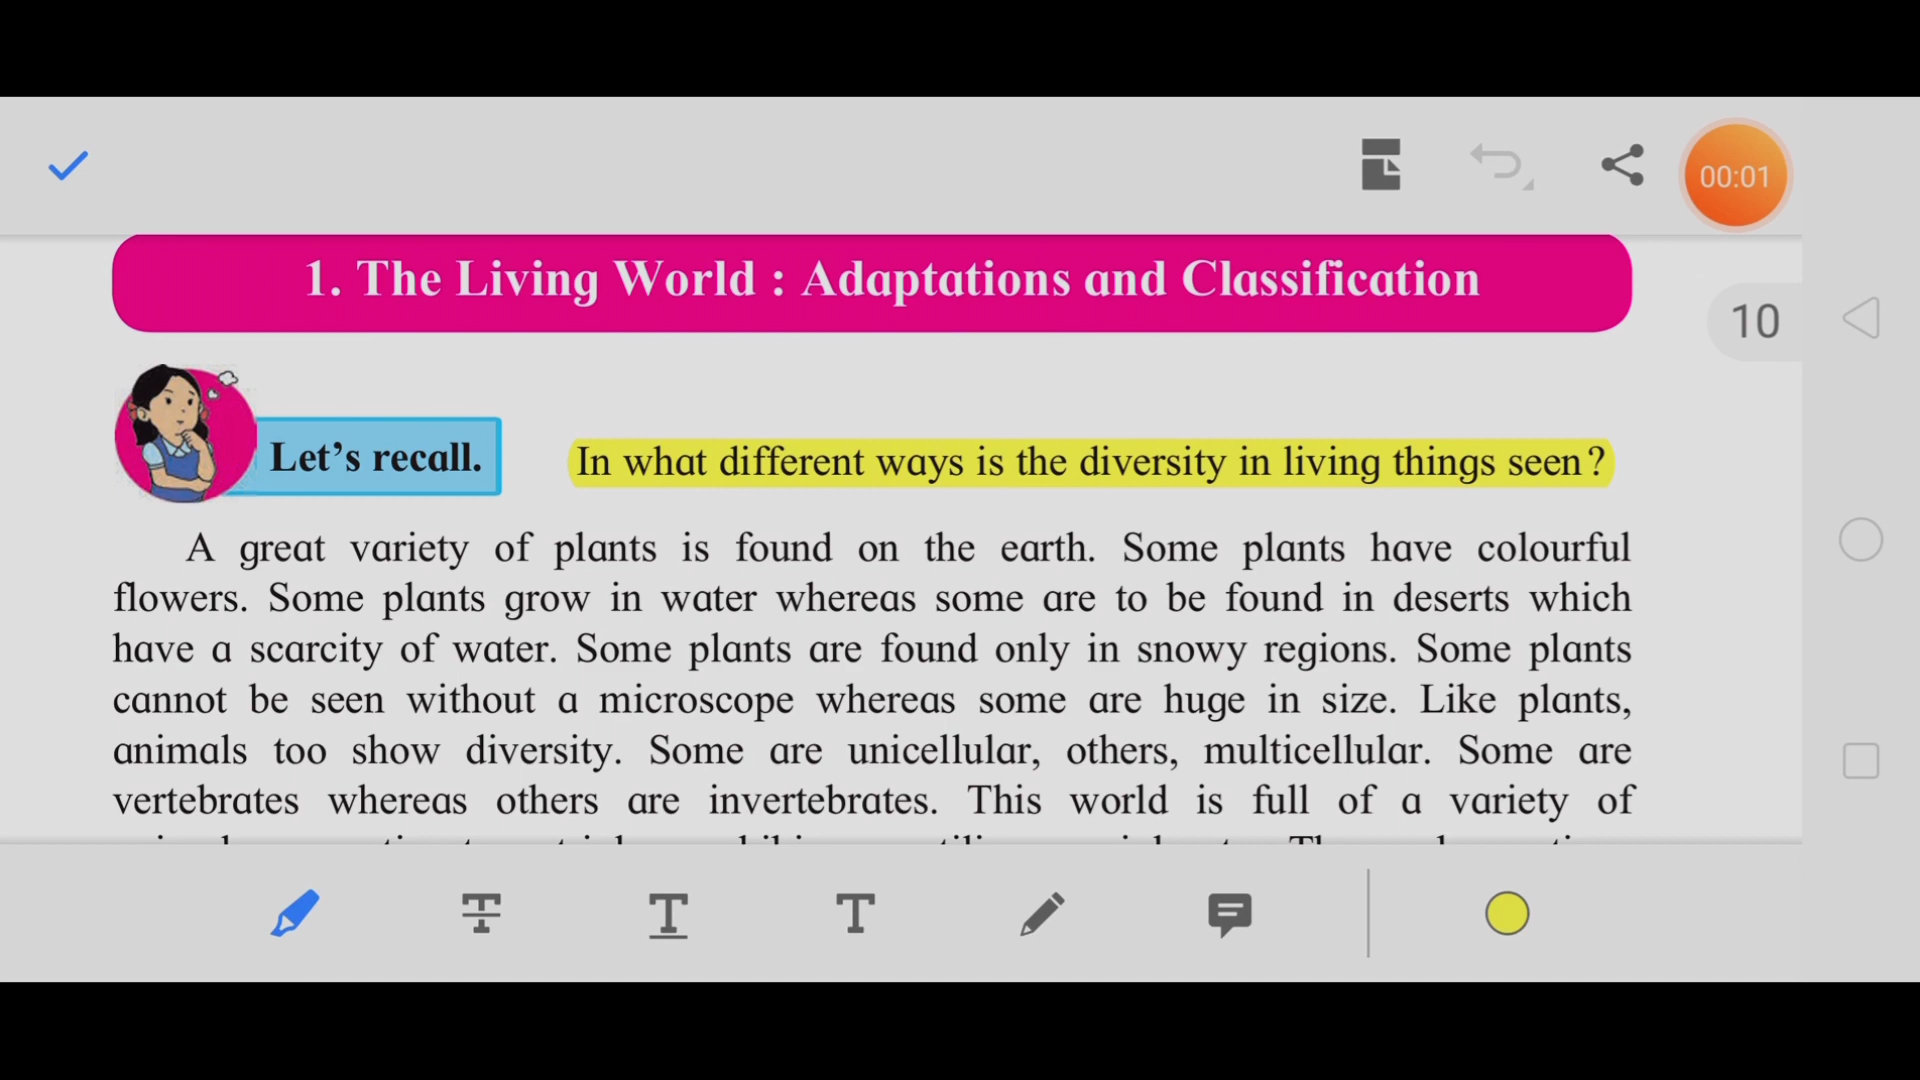 00:01
1. The Living World : Adaptations and Classification
10
Let's recall.
In what different ways is the diversity in living things seen?
A great variety of plants is found on the earth. Some plants have colourful
flowers. Some plants grow in water whereas some are to be found in deserts which
have a scarcity of water. Some plants are found only in snowy regions. Some plants
cannot be seen without a microscope whereas some are huge in size. Like plants,
animals too show diversity. Some are unicellular, others, multicellular. Some are
vertebrates whereas others are invertebrates. This world is full of a variety of